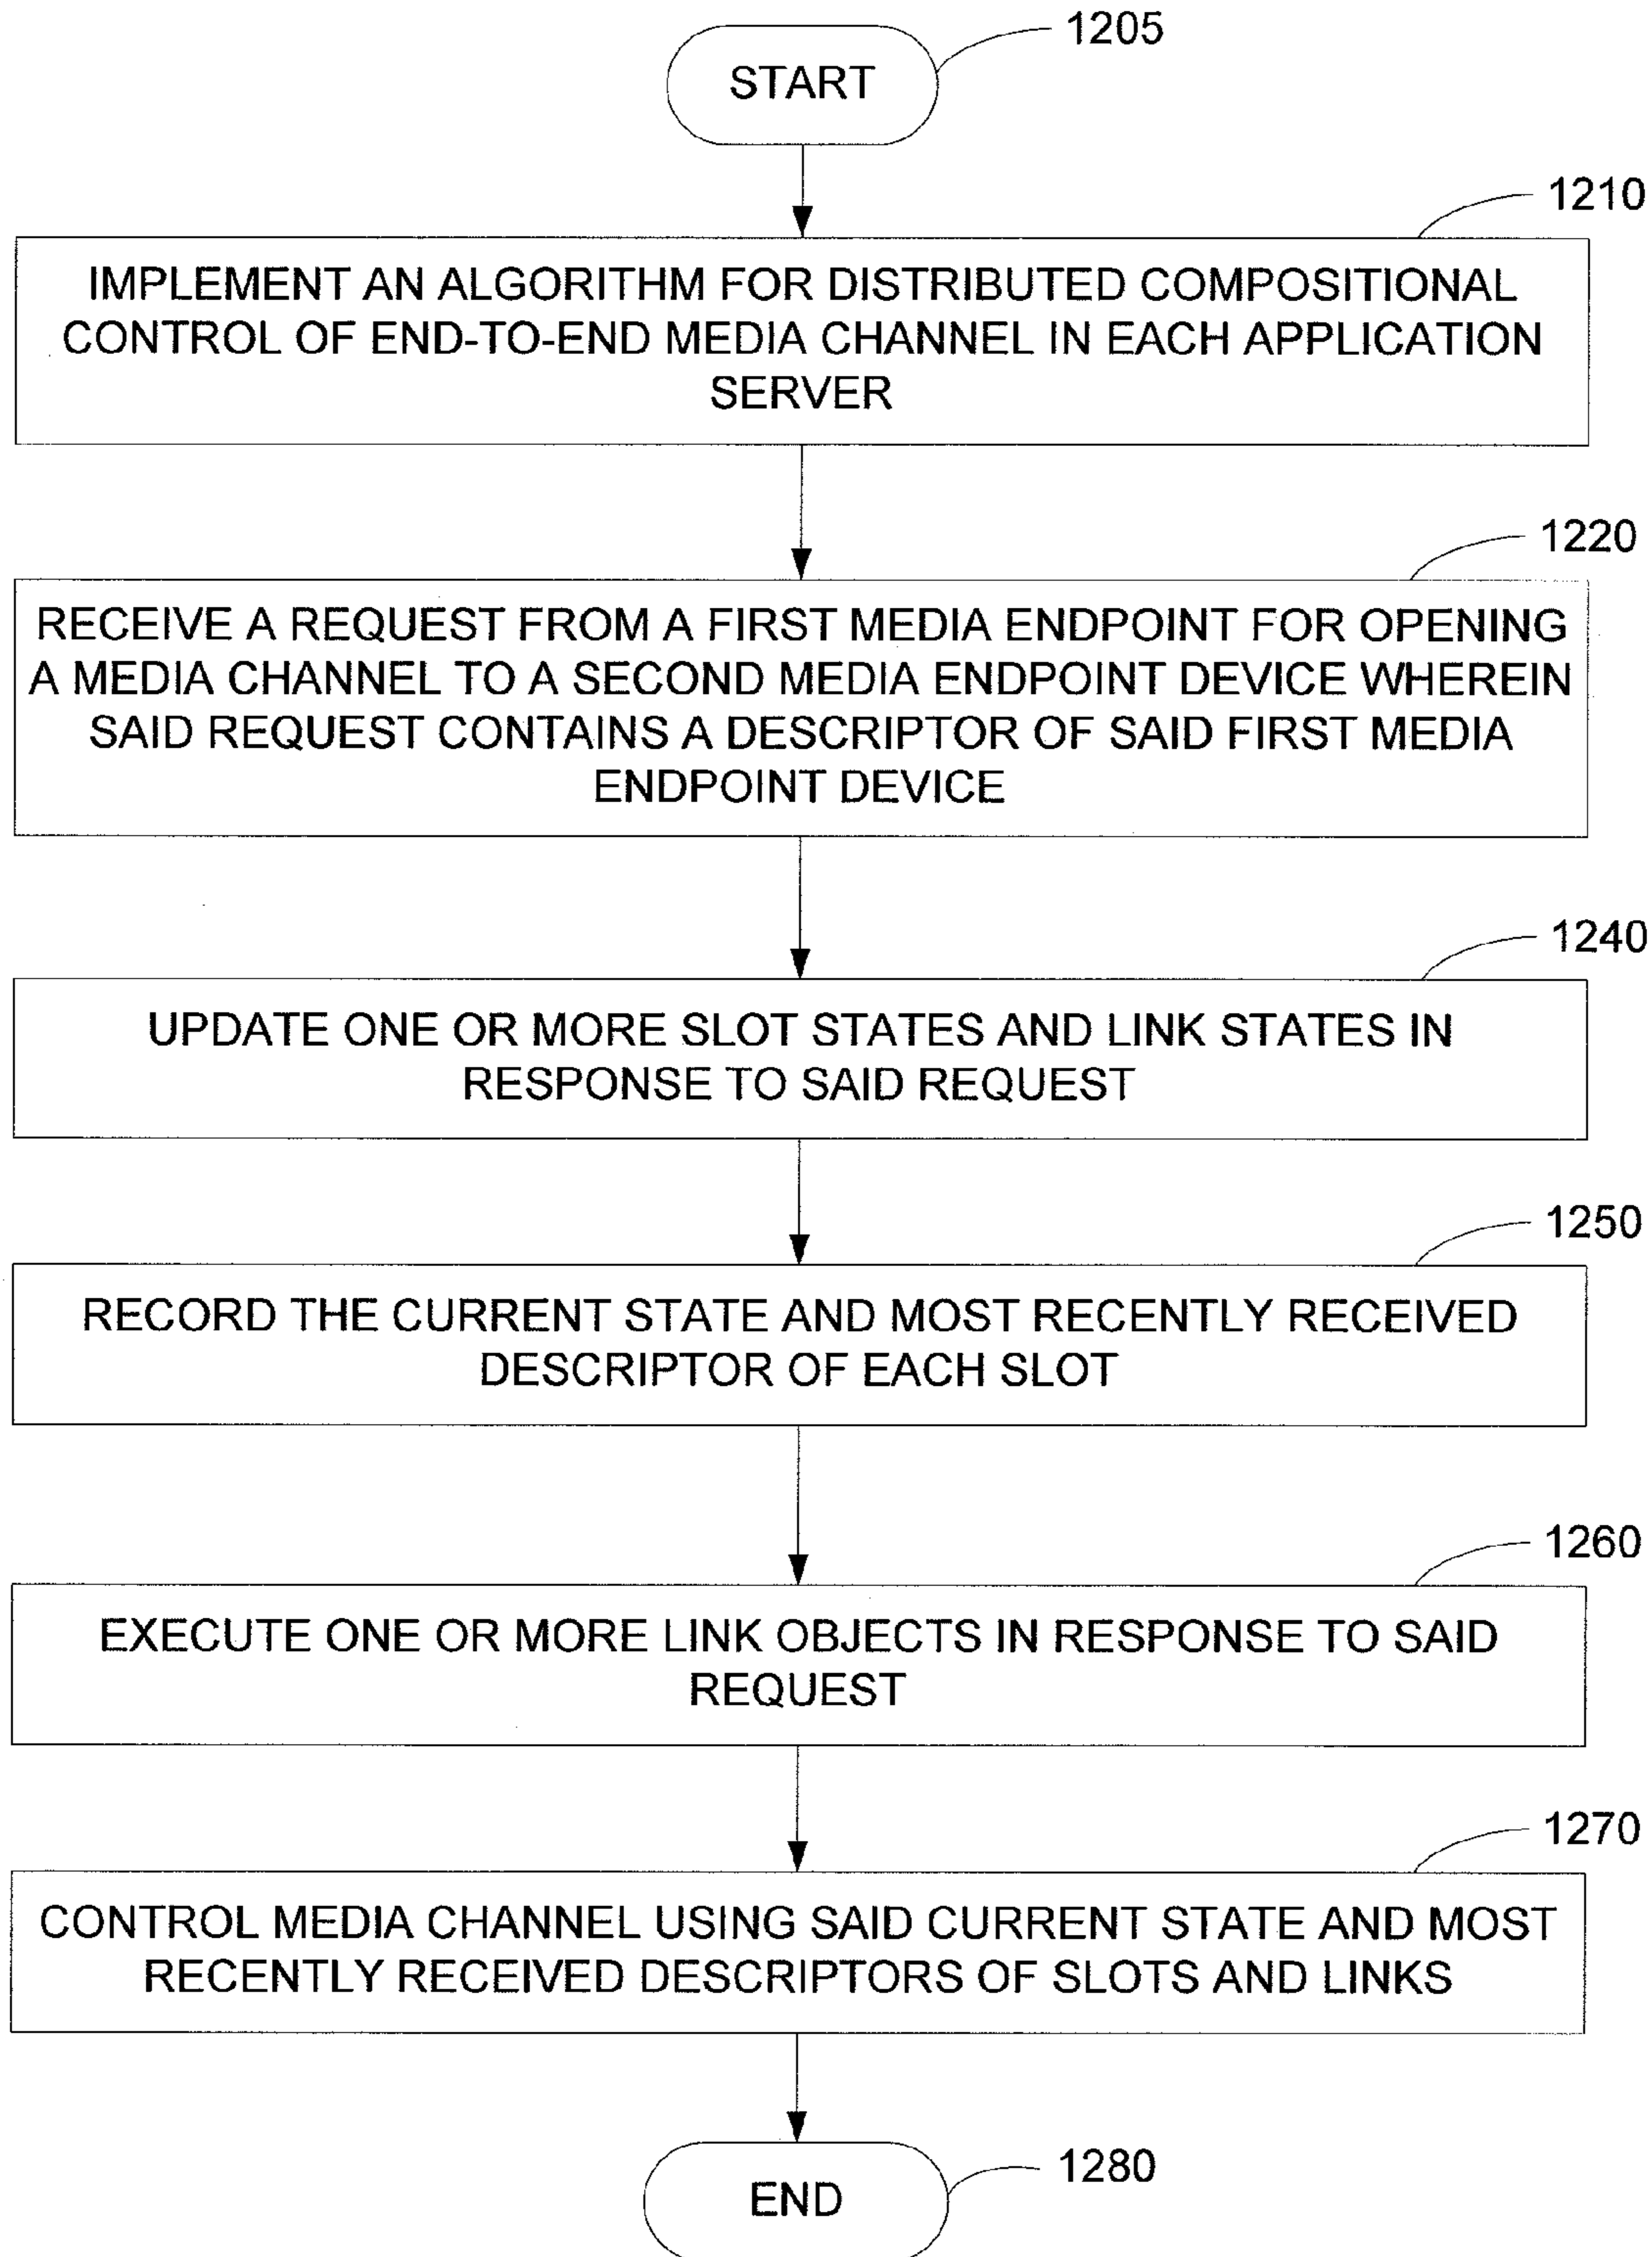 1205
START
1210
IMPLEMENT AN ALGORITHM FOR DISTRIBUTED COMPOSITIONAL
CONTROL OF END-TO-END MEDIA CHANNEL IN EACH APPLICATION
SERVER
1220
RECEIVE A REQUEST FROM A FIRST MEDIA ENDPOINT FOR OPENING
A MEDIA CHANNEL TO A SECOND MEDIA ENDPOINT DEVICE WHEREIN
SAID REQUEST CONTAINS A DESCRIPTOR OF SAID FIRST MEDIA
ENDPOINT DEVICE
1240
UPDATE ONE OR MORE SLOT STATES AND LINK STATES IN
RESPONSE TO SAID REQUEST
1250
RECORD THE CURRENT STATE AND MOST RECENTLY RECEIVED
DESCRIPTOR OF EACH SLOT
1260
EXECUTE ONE OR MORE LINK OBJECTS IN RESPONSE TO SAID
REQUEST
1270
CONTROL MEDIA CHANNEL USING SAID CURRENT STATE AND MOST
RECENTLY RECEIVED DESCRIPTORS OF SLOTS AND LINKS
1280
END